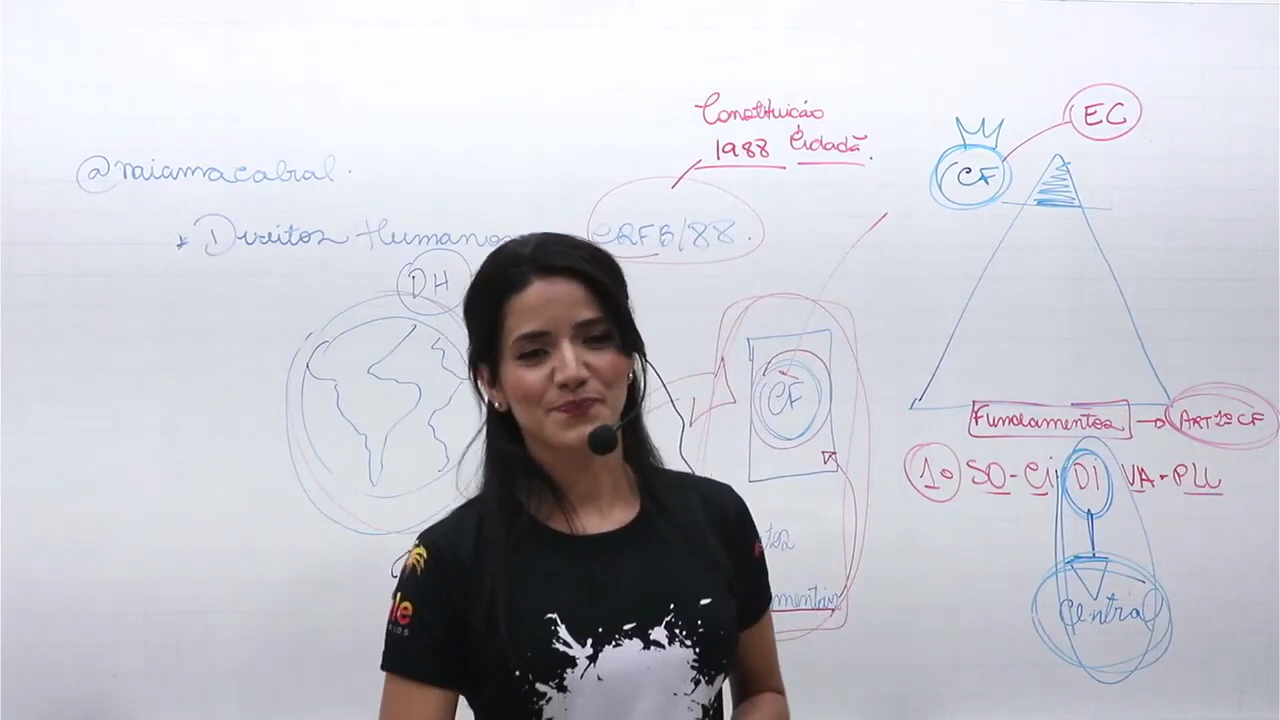 Constituição
1988 Cidadã.
EC
CF
@naiamacabral.
* Direitos Humanos
CRFB/88.
DH
CF
Fundamentos → ART 1º CF
1º SO-Ci-Di VA-PLU
Central